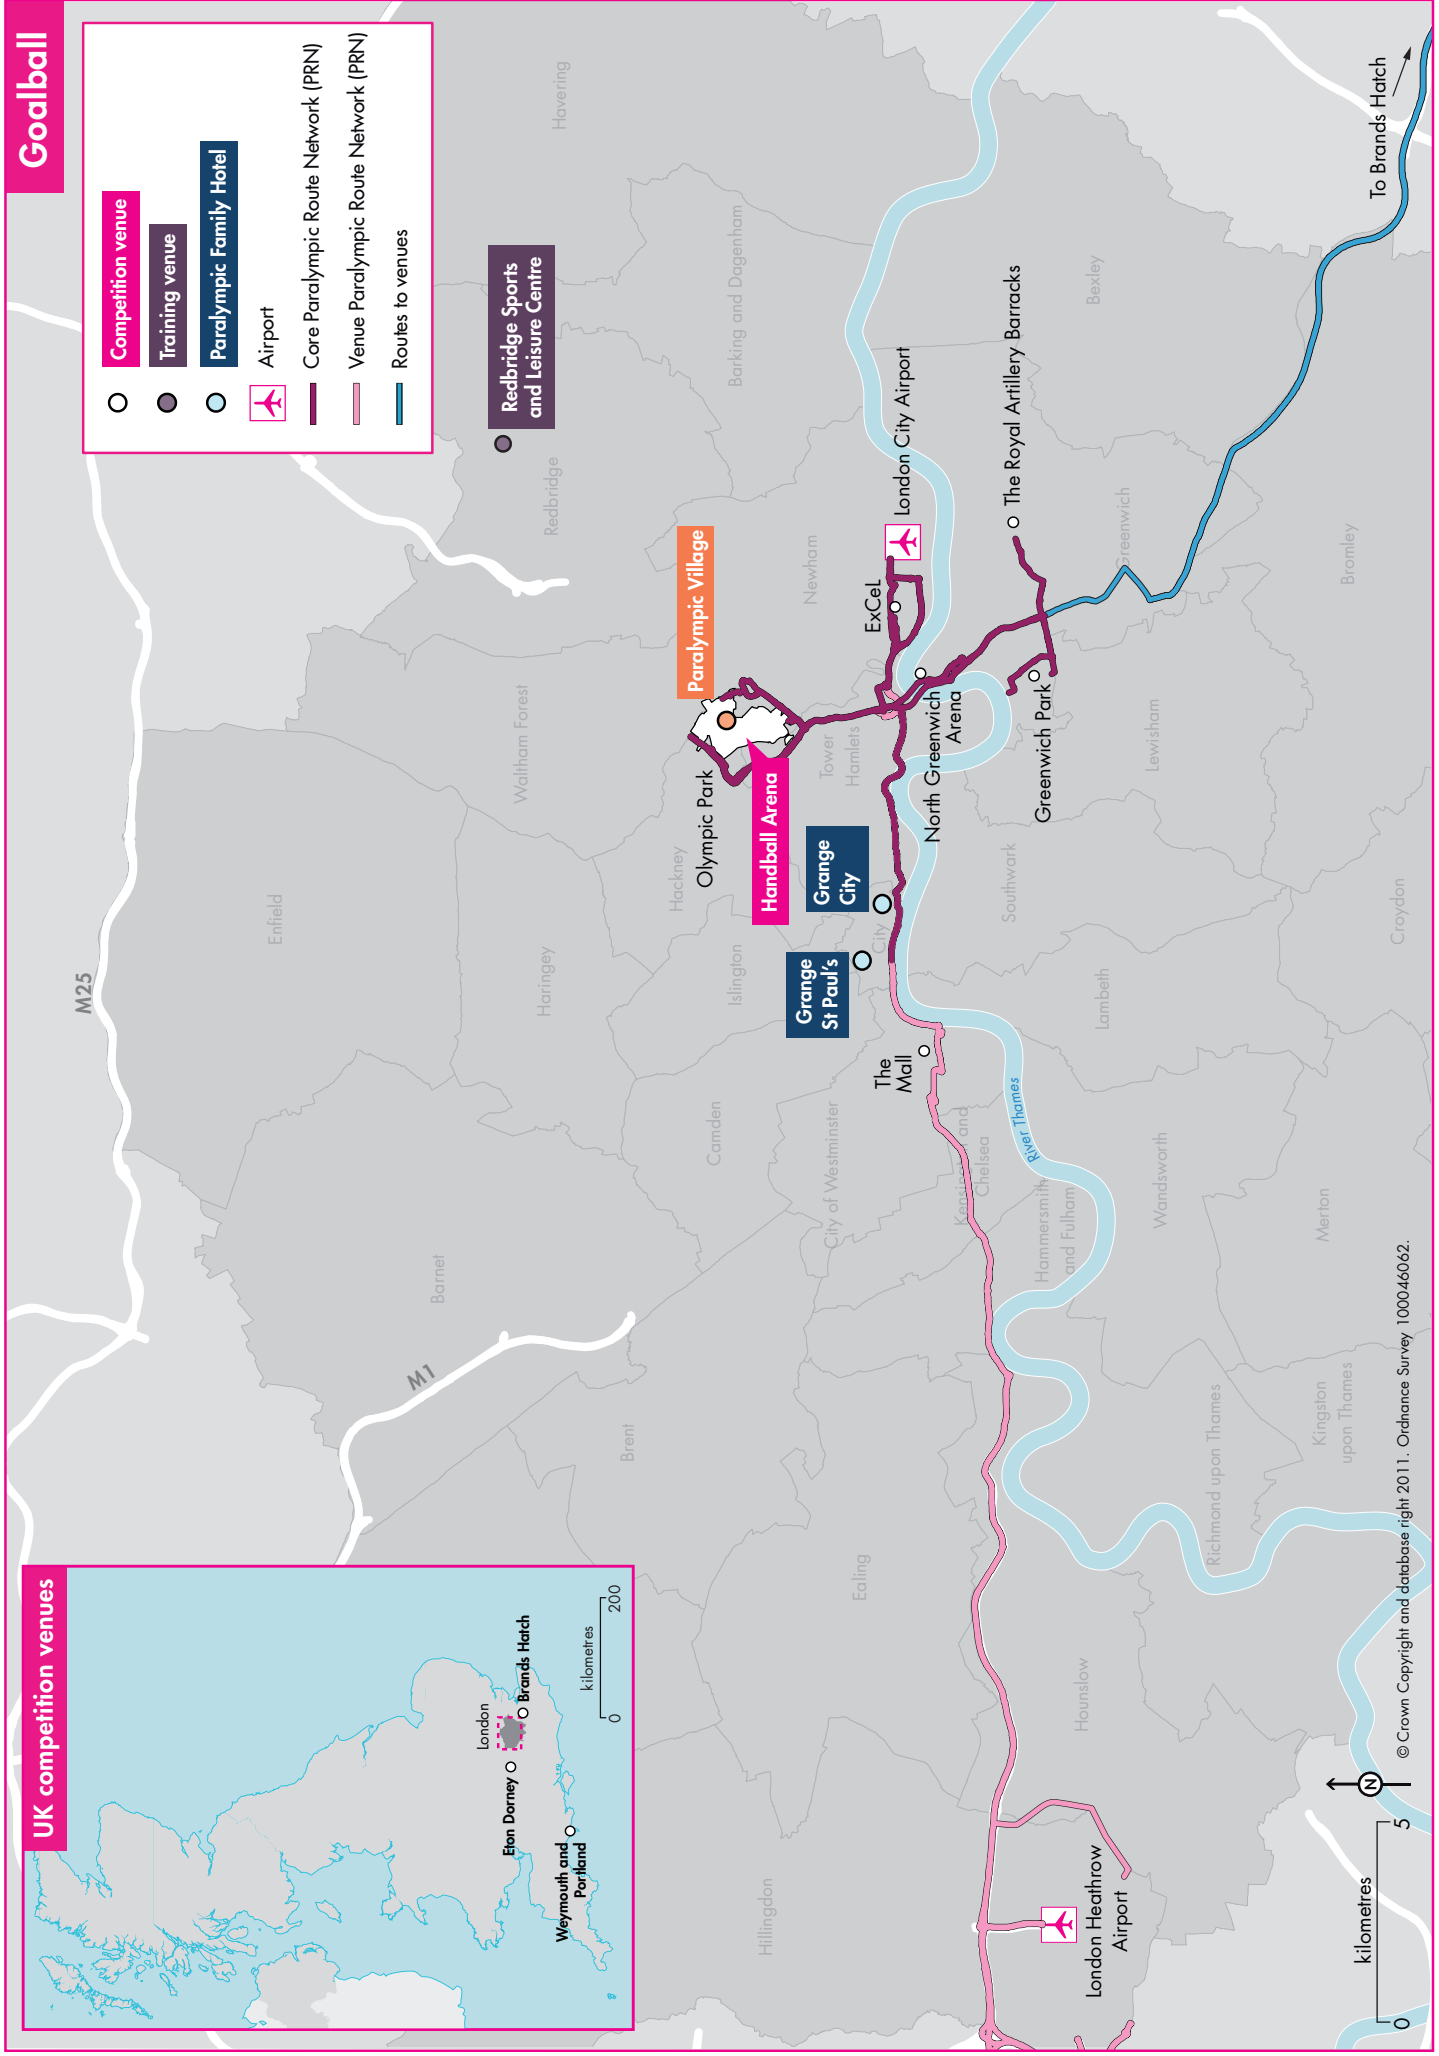 Goalball
Competition venue
Training venue
Paralympic Family Hotel
Airport
Core Paralympic Route Network (PRN)
Venue Paralympic Route Network (PRN)
Routes to venues
UK competition venues
London
Eton Dorney
Brands Hatch
Weymouth and
Portland
kilometres
0
200
M25
M1
Enfield
Barnet
Haringey
Waltham Forest
Redbridge
Havering
Redbridge Sports
and Leisure Centre
Barking and Dagenham
Brent
Camden
Islington
Hackney
Olympic Park
Paralympic Village
Handball Arena
Newham
Tower
Hamlets
Grange
City
Grange
St Paul's
City
City of Westminster
The
Mall
Ealing
Hillingdon
ExCeL
London City Airport
North Greenwich
Arena
Kensington and
Chelsea
Hammersmith
and Fulham
River Thames
Southwark
Greenwich Park
The Royal Artillery Barracks
Bexley
Greenwich
Lewisham
Lambeth
Wandsworth
Hounslow
London Heathrow
Airport
Richmond upon Thames
Kingston
upon Thames
Merton
Croydon
Bromley
To Brands Hatch
kilometres
0
5
N
© Crown Copyright and database right 2011. Ordnance Survey 100046062.